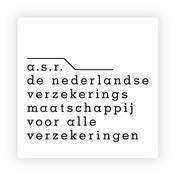 a.s.r.
de nederlandse
verzekerings
maatschappij
voor alle
verzekeringen